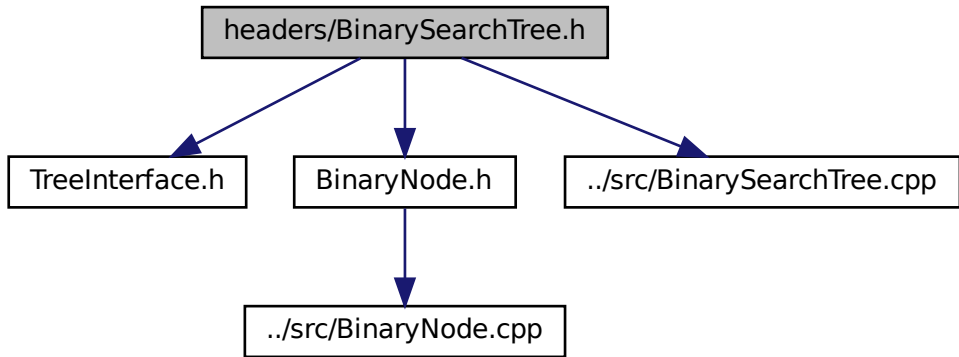 headers/BinarySearchTree.h
TreeInterface.h
BinaryNode.h
../src/BinarySearchTree.cpp
../src/BinaryNode.cpp